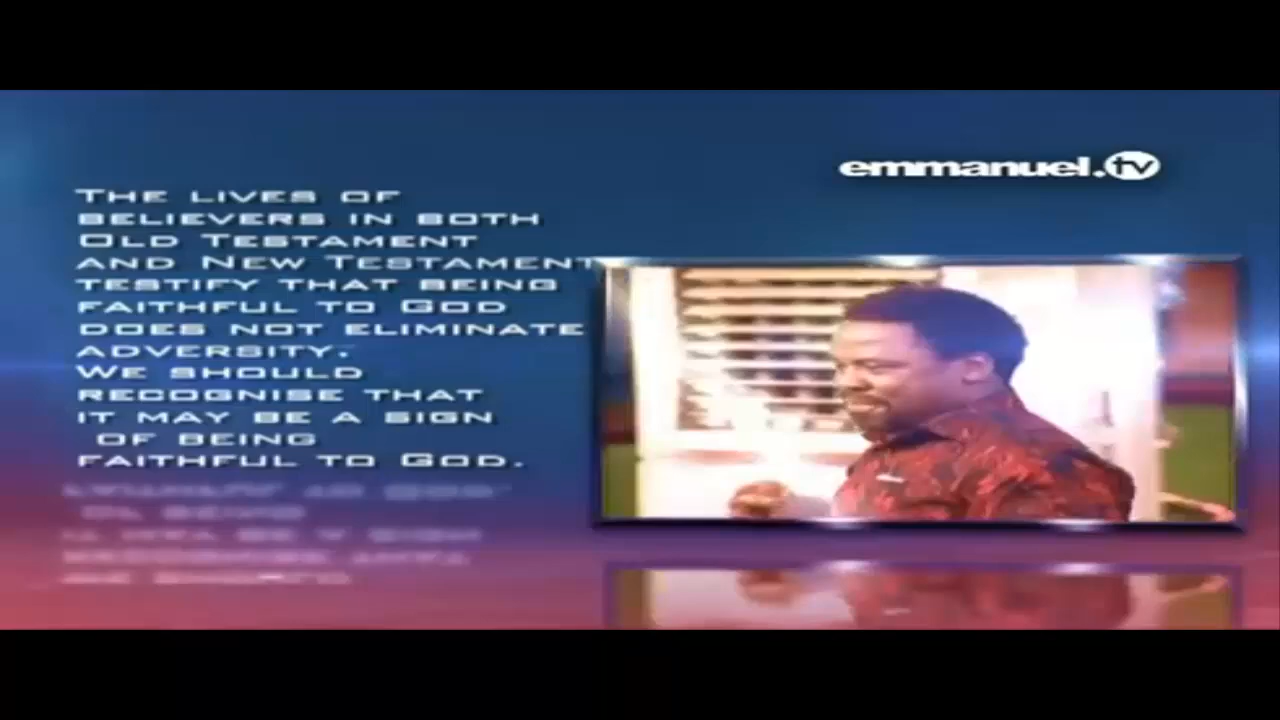 emmanuel.tv
The lives of
believers in both
Old Testament
and New Testament
testify that being
faithful to God
does not eliminate
adversity.
We should
recognise that
it may be a sign
of being
faithful to God.